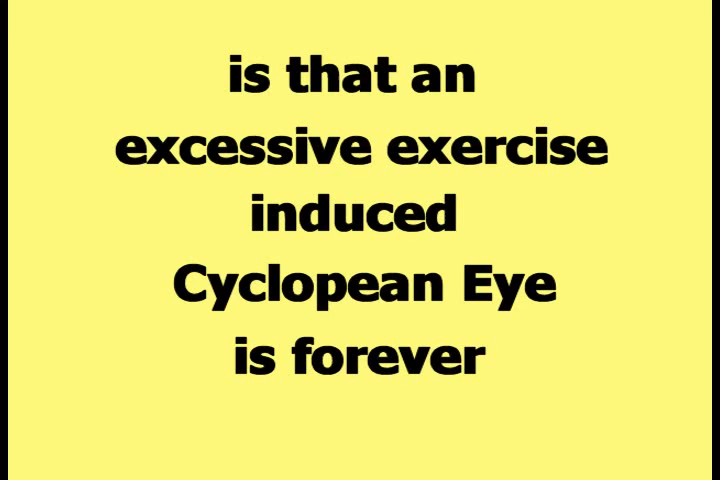 is that an
excessive exercise
induced
Cyclopean Eye
is forever